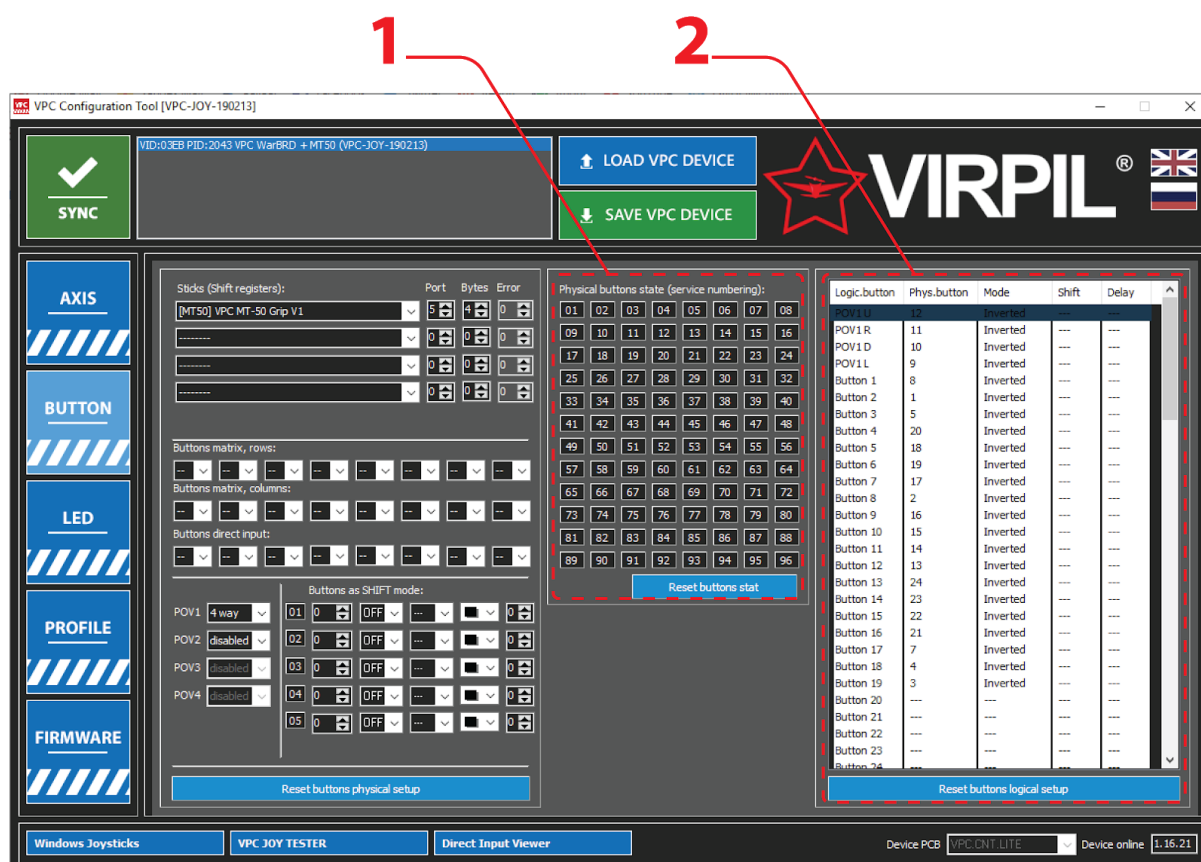 1 2
VPC Configuration Tool [VPC-JOY-190213]
SYNC
VID:03EB PID:2043 VPC WarBRD + MT50 (VPC-JOY-190213)
LOAD VPC DEVICE
SAVE VPC DEVICE
VIRPIL ®
AXIS
BUTTON
LED
PROFILE
FIRMWARE
Sticks (Shift registers): Port Bytes Error
[MT50] VPC MT-50 Grip V1 5 4 0
-------- 0 0 0
-------- 0 0 0
-------- 0 0 0
Buttons matrix, rows:
-- -- -- -- -- -- -- --
Buttons matrix, columns:
-- -- -- -- -- -- -- --
Buttons direct input:
-- -- -- -- -- -- -- --
Buttons as SHIFT mode:
POV1 4 way 01 0 OFF --- 0
POV2 disabled 02 0 OFF --- 0
POV3 disabled 03 0 OFF --- 0
POV4 disabled 04 0 OFF --- 0
05 0 OFF --- 0
Reset buttons physical setup
Physical buttons state (service numbering):
01 02 03 04 05 06 07 08
09 10 11 12 13 14 15 16
17 18 19 20 21 22 23 24
25 26 27 28 29 30 31 32
33 34 35 36 37 38 39 40
41 42 43 44 45 46 47 48
49 50 51 52 53 54 55 56
57 58 59 60 61 62 63 64
65 66 67 68 69 70 71 72
73 74 75 76 77 78 79 80
81 82 83 84 85 86 87 88
89 90 91 92 93 94 95 96
Reset buttons stat
Logic.button Phys.button Mode Shift Delay
POV1 U 12 Inverted --- ---
POV1 R 11 Inverted --- ---
POV1 D 10 Inverted --- ---
POV1 L 9 Inverted --- ---
Button 1 8 Inverted --- ---
Button 2 1 Inverted --- ---
Button 3 5 Inverted --- ---
Button 4 20 Inverted --- ---
Button 5 18 Inverted --- ---
Button 6 19 Inverted --- ---
Button 7 17 Inverted --- ---
Button 8 2 Inverted --- ---
Button 9 16 Inverted --- ---
Button 10 15 Inverted --- ---
Button 11 14 Inverted --- ---
Button 12 13 Inverted --- ---
Button 13 24 Inverted --- ---
Button 14 23 Inverted --- ---
Button 15 22 Inverted --- ---
Button 16 21 Inverted --- ---
Button 17 7 Inverted --- ---
Button 18 4 Inverted --- ---
Button 19 3 Inverted --- ---
Button 20 --- --- --- ---
Button 21 --- --- --- ---
Button 22 --- --- --- ---
Button 23 --- --- --- ---
Button 24 --- --- --- ---
Reset buttons logical setup
Windows Joysticks
VPC JOY TESTER
Direct Input Viewer
Device PCB VPC.CNT.LITE Device online 1.16.21